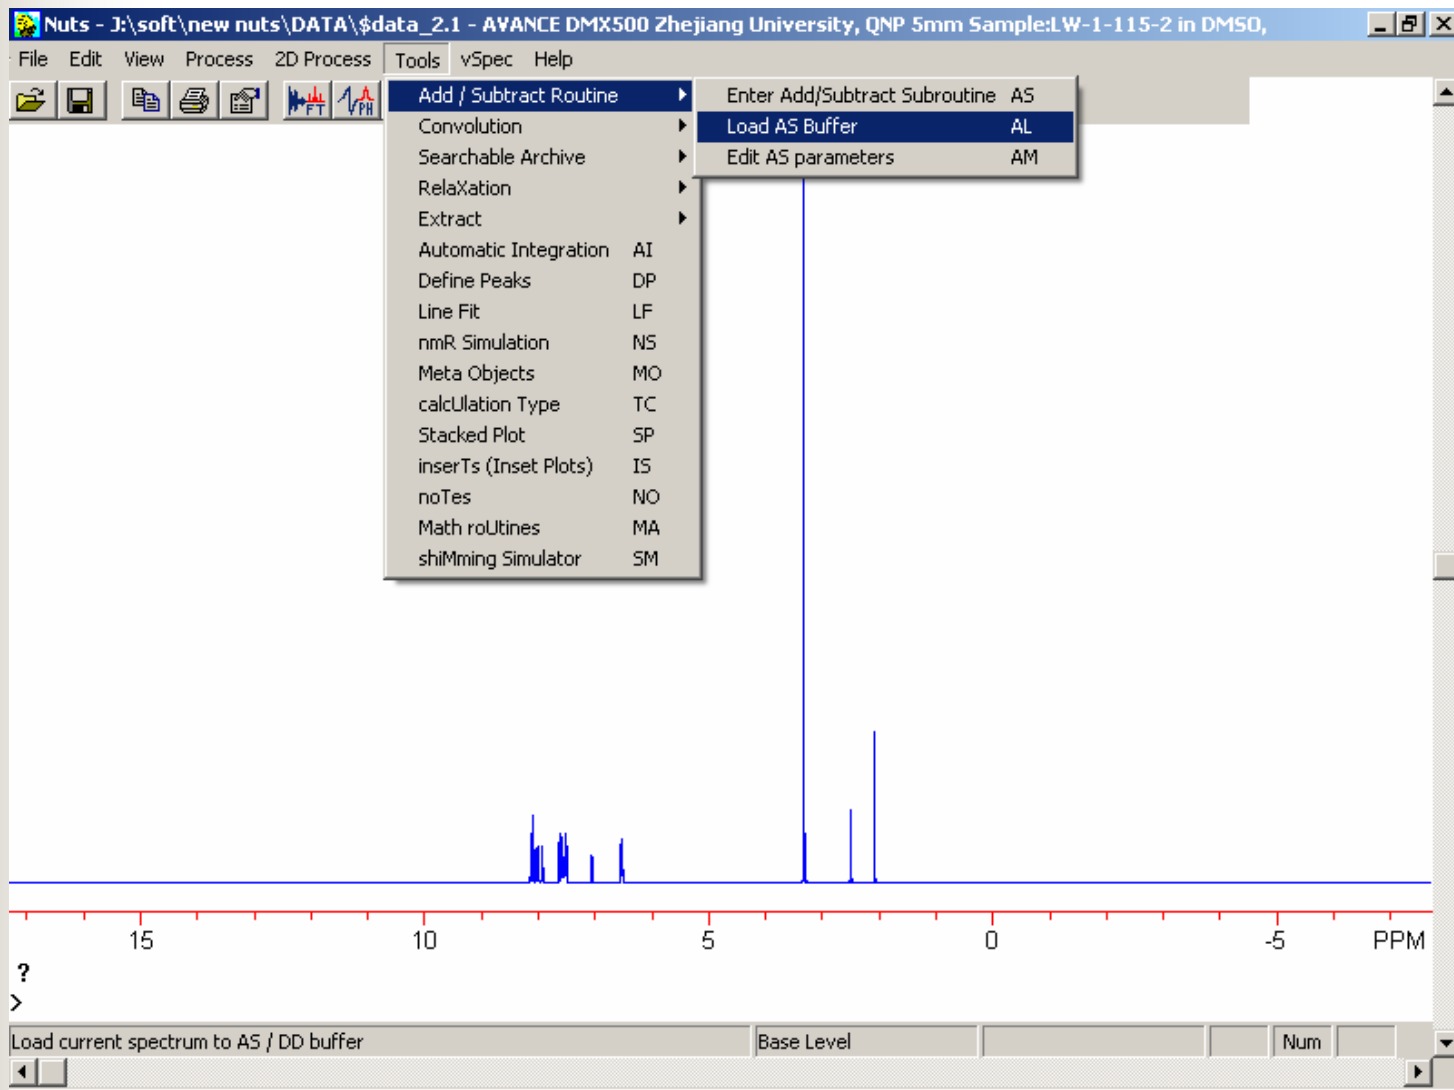 Nuts - J:\soft\new nuts\DATA\$data_2.1 - AVANCE DMX500 Zhejiang University, QNP 5mm Sample:LW-1-115-2 in DMSO,
File Edit View Process 2D Process Tools vSpec Help
FT PH
Add / Subtract Routine
Convolution
Searchable Archive
RelaXation
Extract
Automatic Integration AI
Define Peaks DP
Line Fit LF
nmR Simulation NS
Meta Objects MO
calcUlation Type TC
Stacked Plot SP
inserTs (Inset Plots) IS
noTes NO
Math roUtines MA
shiMming Simulator SM
Enter Add/Subtract Subroutine AS
Load AS Buffer AL
Edit AS parameters AM
15 10 5 0 -5 PPM
?
>
Load current spectrum to AS / DD buffer Base Level Num